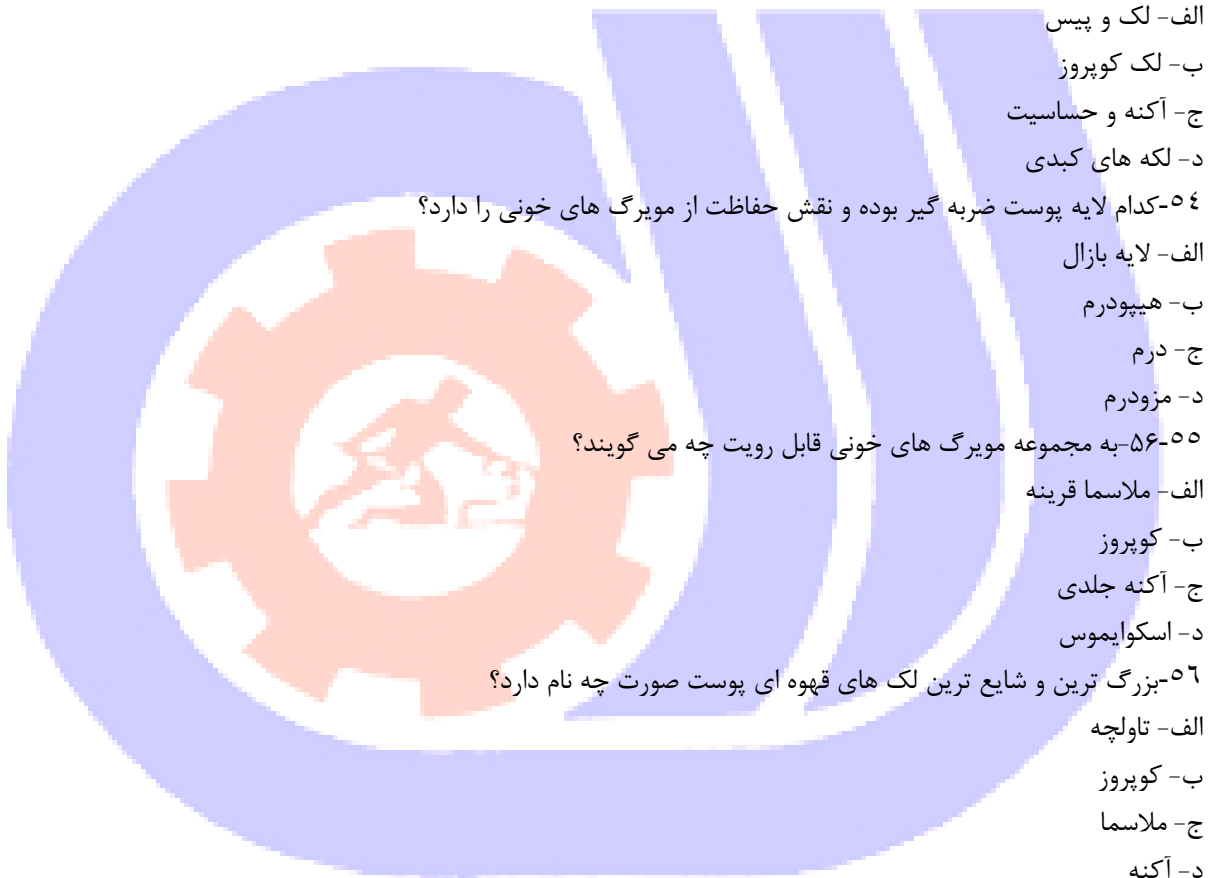 الف- لک و پیس
ب- لک کوپروز
ج- آکنه و حساسیت
د- لکه های کبدی
٥٤-کدام لایه پوست ضربه گیر بوده و نقش حفاظت از مویرگ های خونی را دارد؟
الف- لایه بازال
ب- هیپودرم
ج- درم
د- مزودرم
٥٥-۵۶-به مجموعه مویرگ های خونی قابل رویت چه می گویند؟
الف- ملاسما قرینه
ب- کوپروز
ج- آکنه جلدی
د- اسکوایموس
٥٦-بزرگ ترین و شایع ترین لک های قهوه ای پوست صورت چه نام دارد؟
الف- تاولچه
ب- کوپروز
ج- ملاسما
د- آکنه